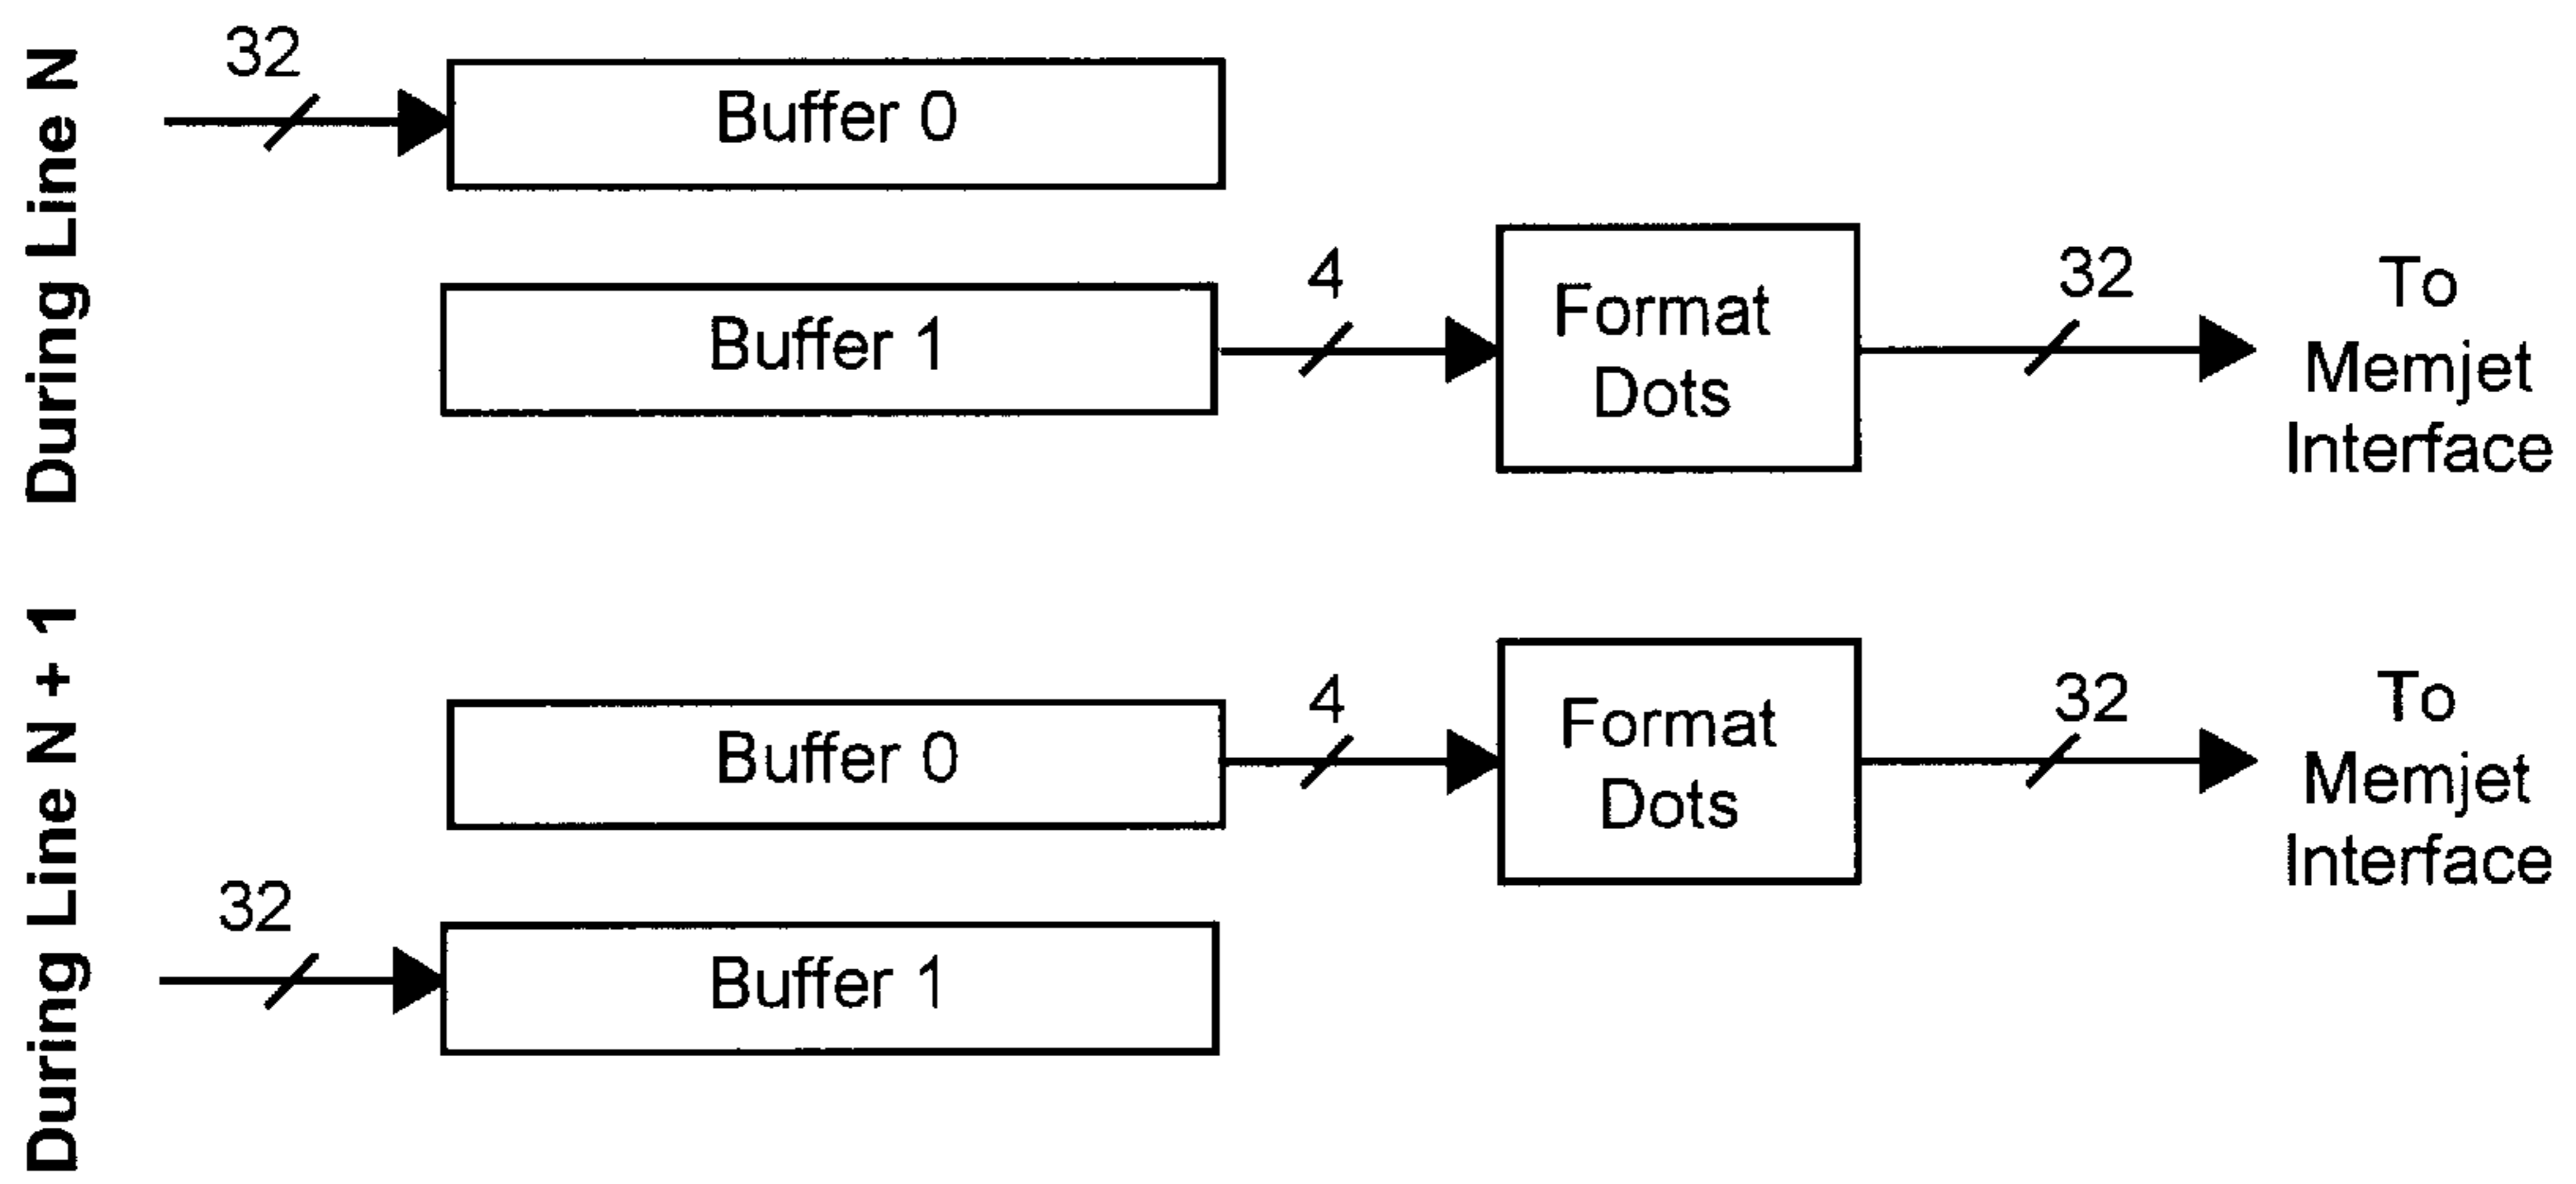 During Line N
32
Buffer 0
Buffer 1
4
Format
Dots
32
To
Memjet
Interface
During Line N + 1
Buffer 0
4
Format
Dots
32
To
Memjet
Interface
32
Buffer 1